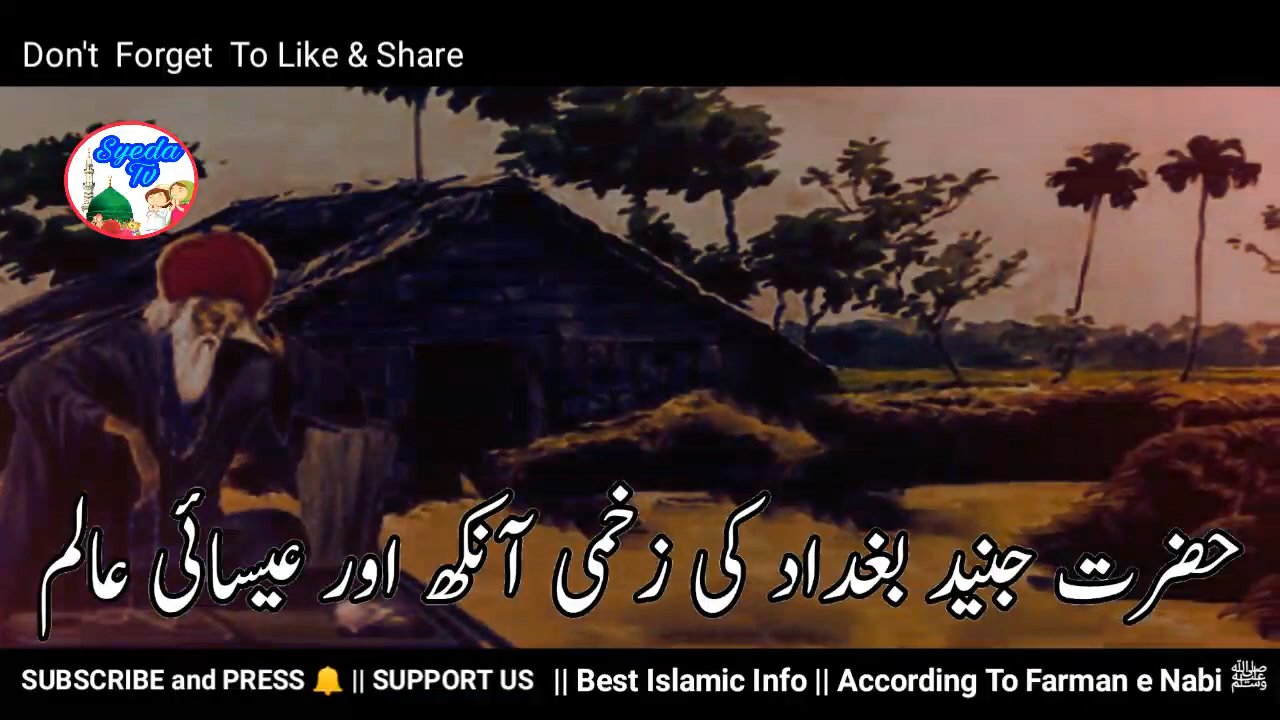 Don't Forget To Like & Share
Syeda
Tv
حضرت جنید بغداد کی زخمی آنکھ اور عیسائی عالم
SUBSCRIBE and PRESS 🔔 || SUPPORT US || Best Islamic Info || According To Farman e Nabi ﷺ